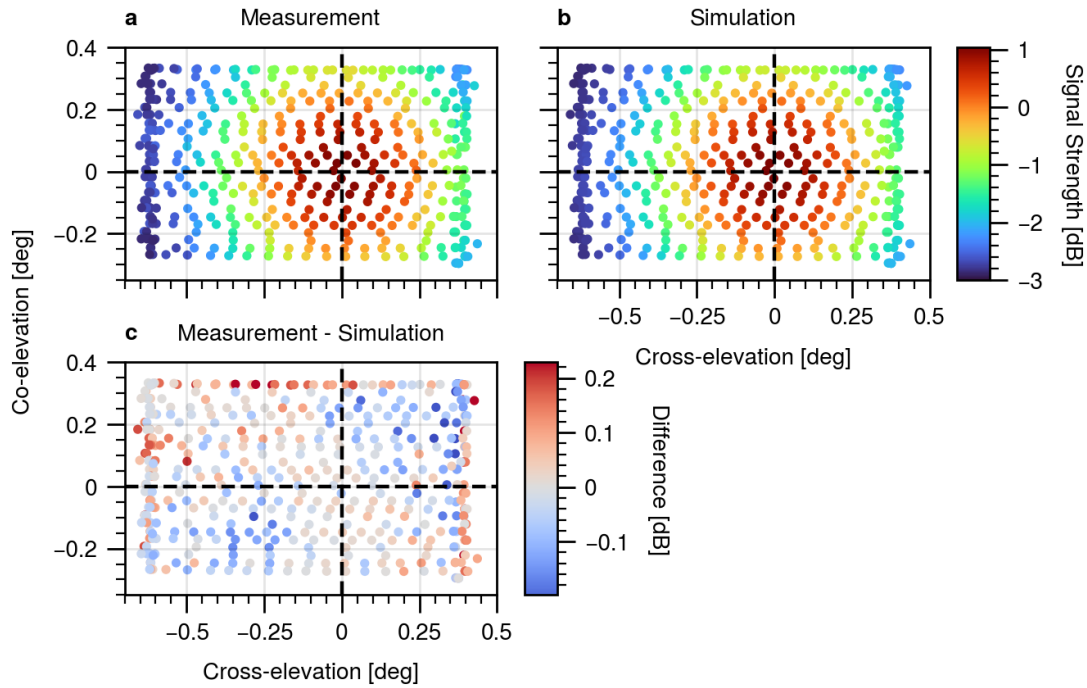 a Measurement
b Simulation
0.4
0.2
0
−0.2
1
0
−1
−2
−3
Signal Strength [dB]
−0.5 −0.25 0 0.25 0.5
Cross-elevation [deg]
Co-elevation [deg]
c Measurement - Simulation
0.4
0.2
0
−0.2
0.2
0.1
0
−0.1
Difference [dB]
−0.5 −0.25 0 0.25 0.5
Cross-elevation [deg]